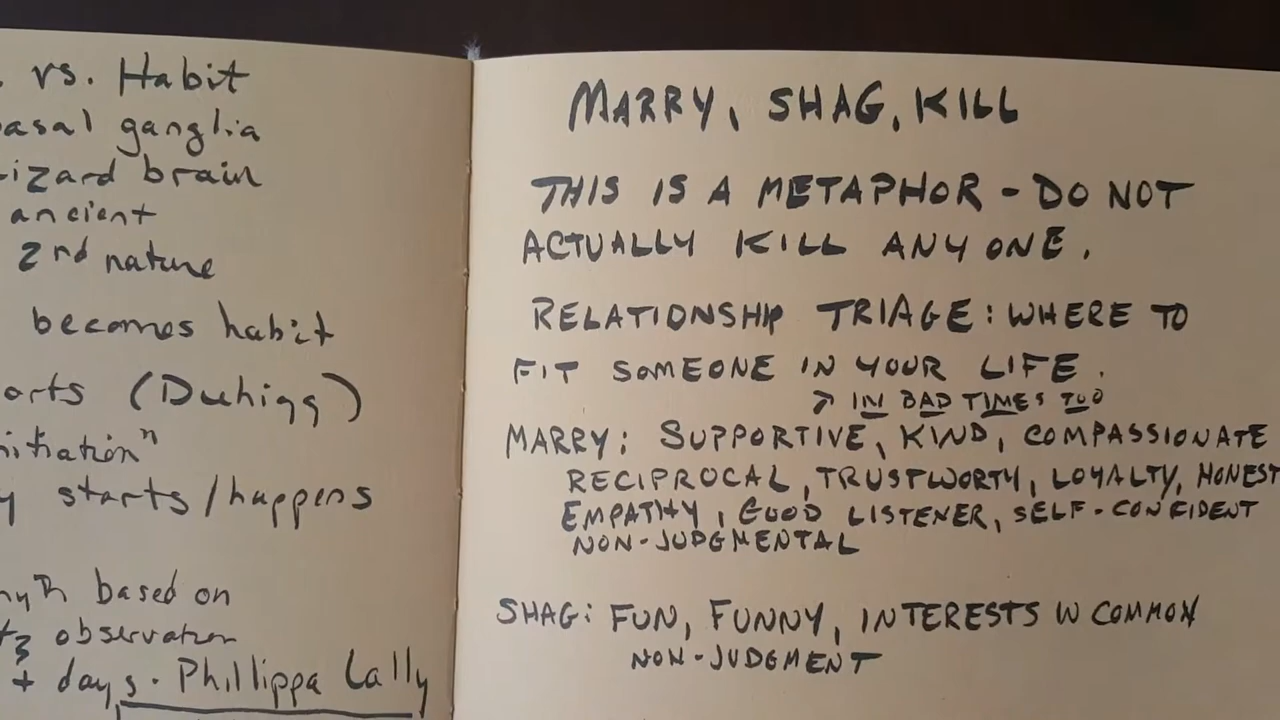 vs. Habit
basal ganglia
lizard brain
ancient
2nd nature
becomes habit
(Duhigg)
starts/happens
based on
observation
+ days. Phillippa Lally
MARRY, SHAG, KILL
THIS IS A METAPHOR - DO NOT
ACTUALLY KILL ANYONE.
RELATIONSHIP TRIAGE: WHERE TO
FIT SOMEONE IN YOUR LIFE.
↗ IN BAD TIMES TOO
MARRY: SUPPORTIVE, KIND, COMPASSIONATE
RECIPROCAL, TRUSTWORTHY, LOYALTY, HONEST
EMPATHY, GOOD LISTENER, SELF-CONFIDENT
NON-JUDGMENTAL
SHAG: FUN, FUNNY, INTERESTS IN COMMON
NON-JUDGMENT